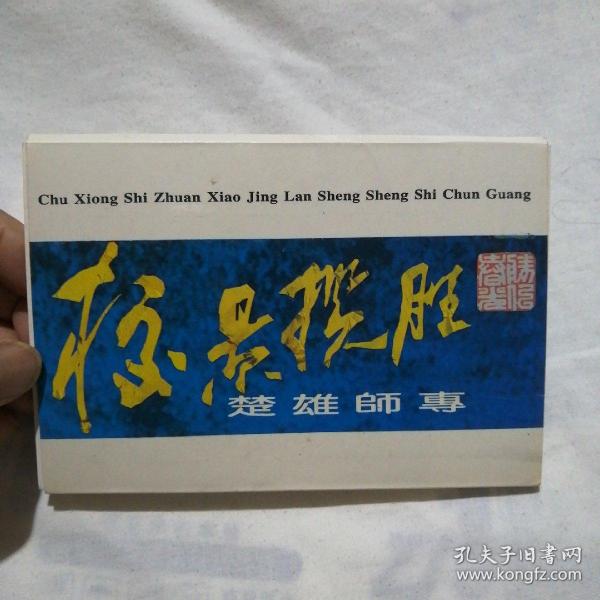 Chu Xiong Shi Zhuan Xiao Jing Lan Sheng Sheng Shi Chun Guang
校景揽胜
楚雄師專
孔夫子旧书网
www.kongfz.com